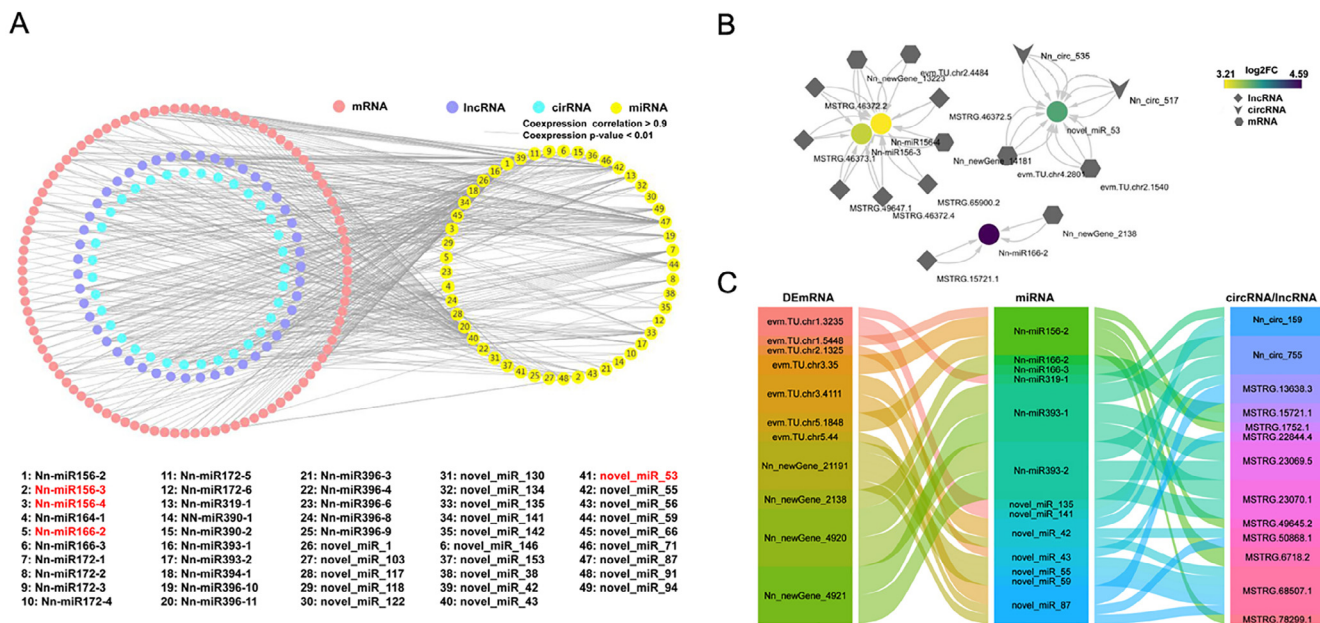 A
mRNA
lncRNA
cirRNA
miRNA
Coexpression correlation > 0.9
Coexpression p-value < 0.01
39 11 9 6 15 36 46 42 13 32 30 49 47 19 7 44 8 38 35 12 33 17 10 14 21 43 2 48 27 25 41 37 31 22 40 20 28 24 4 23 5 29 3 45 34 18 26 16 1
1: Nn-miR156-2
2: Nn-miR156-3
3: Nn-miR156-4
4: Nn-miR164-1
5: Nn-miR166-2
6: Nn-miR166-3
7: Nn-miR172-1
8: Nn-miR172-2
9: Nn-miR172-3
10: Nn-miR172-4
11: Nn-miR172-5
12: Nn-miR172-6
13: Nn-miR319-1
14: NN-miR390-1
15: Nn-miR390-2
16: Nn-miR393-1
17: Nn-miR393-2
18: Nn-miR394-1
19: Nn-miR396-10
20: Nn-miR396-11
21: Nn-miR396-3
22: Nn-miR396-4
23: Nn-miR396-6
24: Nn-miR396-8
25: Nn-miR396-9
26: novel_miR_1
27: novel_miR_103
28: novel_miR_117
29: novel_miR_118
30: novel_miR_122
31: novel_miR_130
32: novel_miR_134
33: novel_miR_135
34: novel_miR_141
35: novel_miR_142
6: novel_miR_146
37: novel_miR_153
38: novel_miR_38
39: novel_miR_42
40: novel_miR_43
41: novel_miR_53
42: novel_miR_55
43: novel_miR_56
44: novel_miR_59
45: novel_miR_66
46: novel_miR_71
47: novel_miR_87
48: novel_miR_91
49: novel_miR_94
B
Nn_newGene_13223
evm.TU.chr2.4484
MSTRG.46372.2
MSTRG.46372.5
Nn-miR156-4
Nn-miR156-3
MSTRG.46373.1
MSTRG.65900.2
MSTRG.49647.1
MSTRG.46372.4
Nn_circ_535
Nn_circ_517
novel_miR_53
Nn_newGene_14181
evm.TU.chr4.2801
evm.TU.chr2.1540
Nn_newGene_2138
Nn-miR166-2
MSTRG.15721.1
log2FC
3.21 4.59
lncRNA
circRNA
mRNA
C
DEmRNA
evm.TU.chr1.3235
evm.TU.chr1.5448
evm.TU.chr2.1325
evm.TU.chr3.35
evm.TU.chr3.4111
evm.TU.chr5.1848
evm.TU.chr5.44
Nn_newGene_21191
Nn_newGene_2138
Nn_newGene_4920
Nn_newGene_4921
miRNA
Nn-miR156-2
Nn-miR166-2
Nn-miR166-3
Nn-miR319-1
Nn-miR393-1
Nn-miR393-2
novel_miR_135
novel_miR_141
novel_miR_42
novel_miR_43
novel_miR_55
novel_miR_59
novel_miR_87
circRNA/lncRNA
Nn_circ_159
Nn_circ_755
MSTRG.13638.3
MSTRG.15721.1
MSTRG.1752.1
MSTRG.22844.4
MSTRG.23069.5
MSTRG.23070.1
MSTRG.49645.2
MSTRG.50868.1
MSTRG.6718.2
MSTRG.68507.1
MSTRG.78299.1